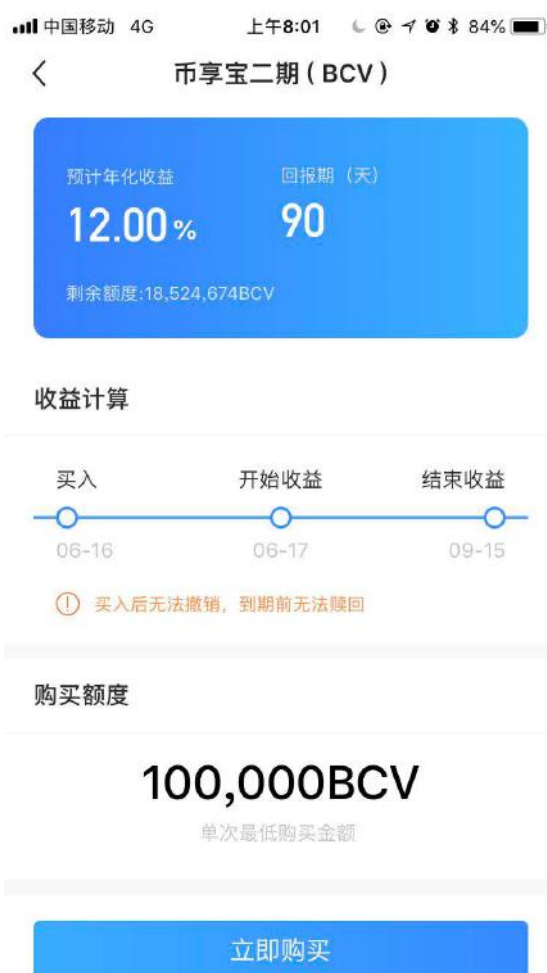 中国移动 4G 上午8:01 84%
币享宝二期（BCV）
预计年化收益 回报期（天）
12.00% 90
剩余额度:18,524,674BCV
收益计算
买入 开始收益 结束收益
06-16 06-17 09-15
买入后无法撤销，到期前无法赎回
购买额度
100,000BCV
单次最低购买金额
立即购买